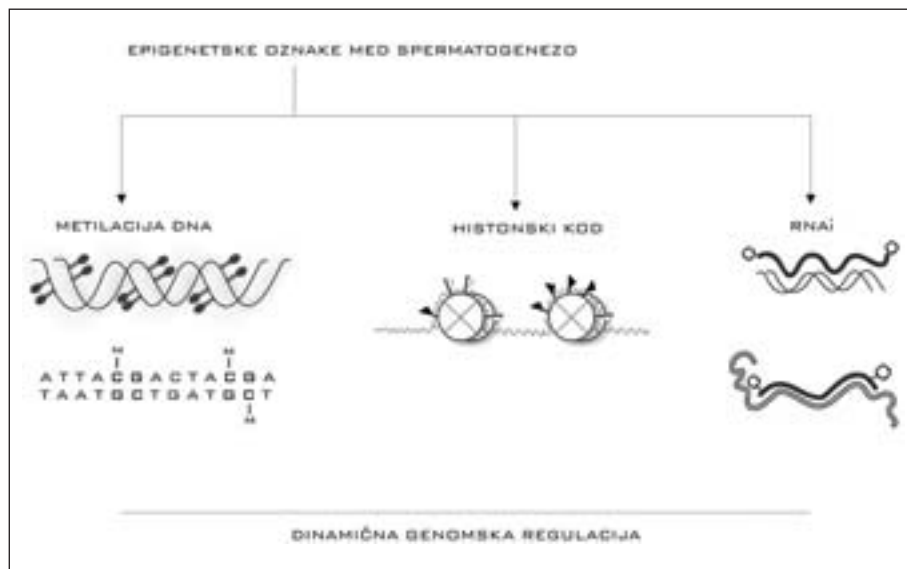 EPIGENETSKE OZNAKE MED SPERMATOGENEZO
METILACIJA DNA
HISTONSKI KOD
RNAi
M M
ATTACGACTACGA
TAATGCTGATGCT
M
DINAMIČNA GENOMSKA REGULACIJA